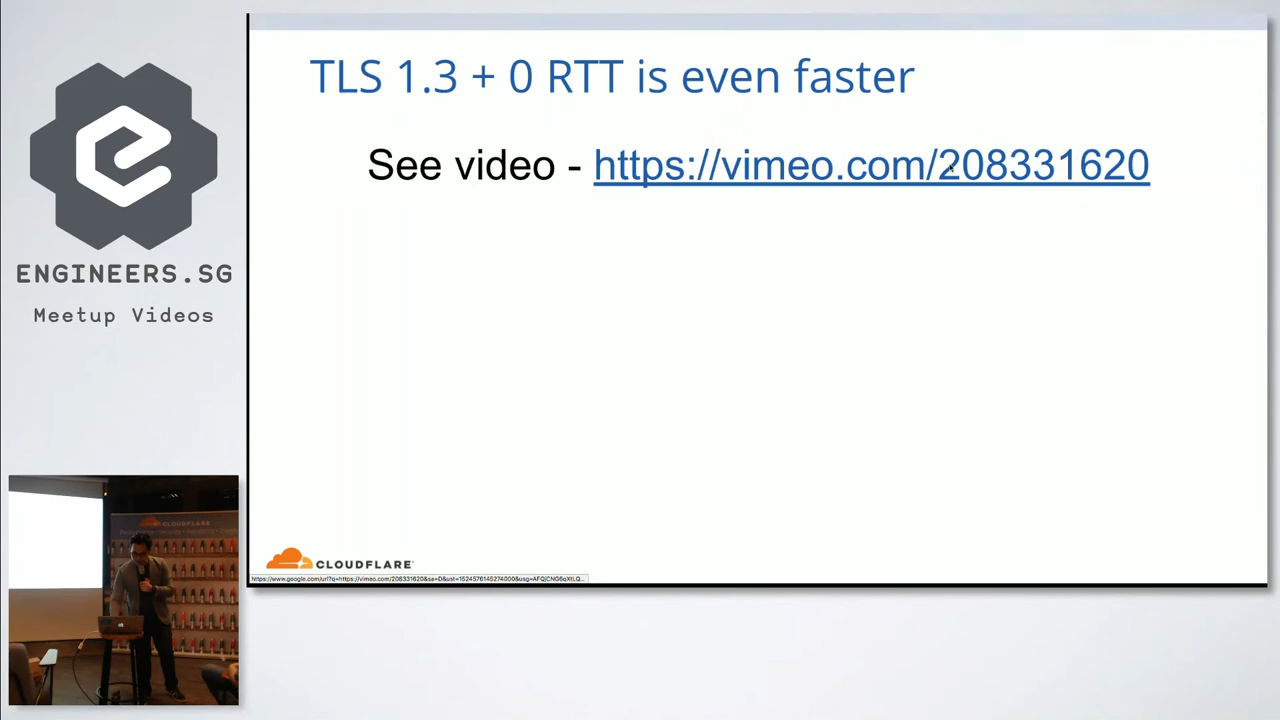 TLS 1.3 + 0 RTT is even faster
See video - https://vimeo.com/208331620
ENGINEERS.SG
Meetup Videos
CLOUDFLARE
CLOUDFLARE